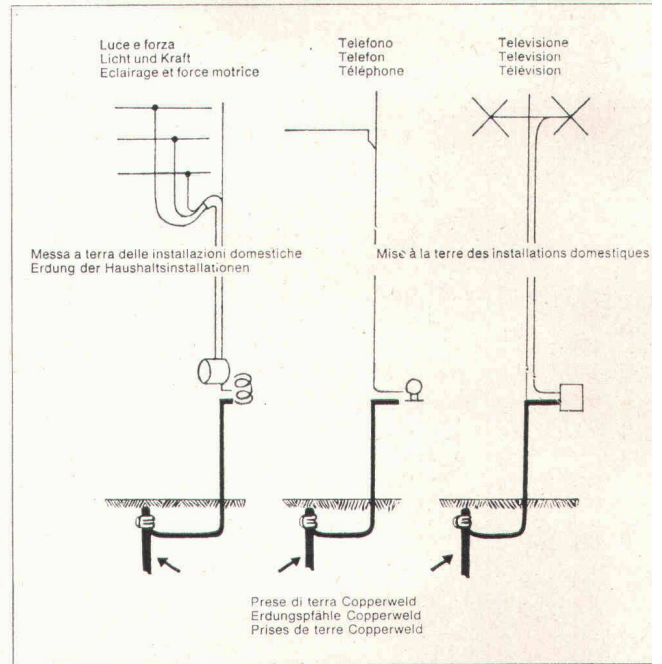 Luce e forza
Licht und Kraft
Eclairage et force motrice
Telefono
Telefon
Téléphone
Televisione
Television
Télévision
Messa a terra delle installazioni domestiche
Erdung der Haushaltsinstallationen
Mise à la terre des installations domestiques
Prese di terra Copperweld
Erdungspfähle Copperweld
Prises de terre Copperweld